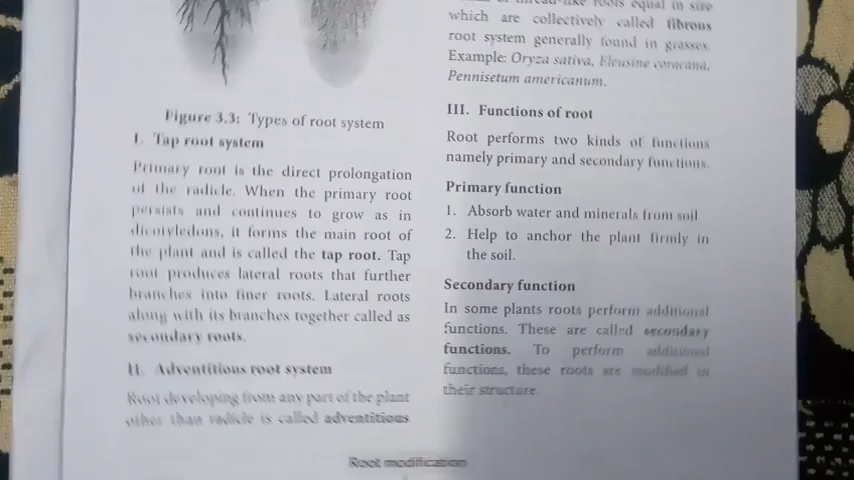 Figure 3.3: Types of root system
I. Tap root system
Primary root is the direct prolongation
of the radicle. When the primary root
persists and continues to grow as in
dicotyledons, it forms the main root of
the plant and is called the tap root. Tap
root produces lateral roots that further
branches into finer roots. Lateral roots
along with its branches together called as
secondary roots.
II. Adventitious root system
Root developing from any part of the plant
other than radicle is called adventitious
roots equal in size
which are collectively called fibrous
root system generally found in grasses.
Example: Oryza sativa, Eleusine coracana,
Pennisetum americanum.
III. Functions of root
Root performs two kinds of functions
namely primary and secondary functions.
Primary function
1. Absorb water and minerals from soil
2. Help to anchor the plant firmly in
the soil.
Secondary function
In some plants roots perform additional
functions. These are called secondary
functions. To perform additional
functions, these roots are modified in
their structure.
Root modification